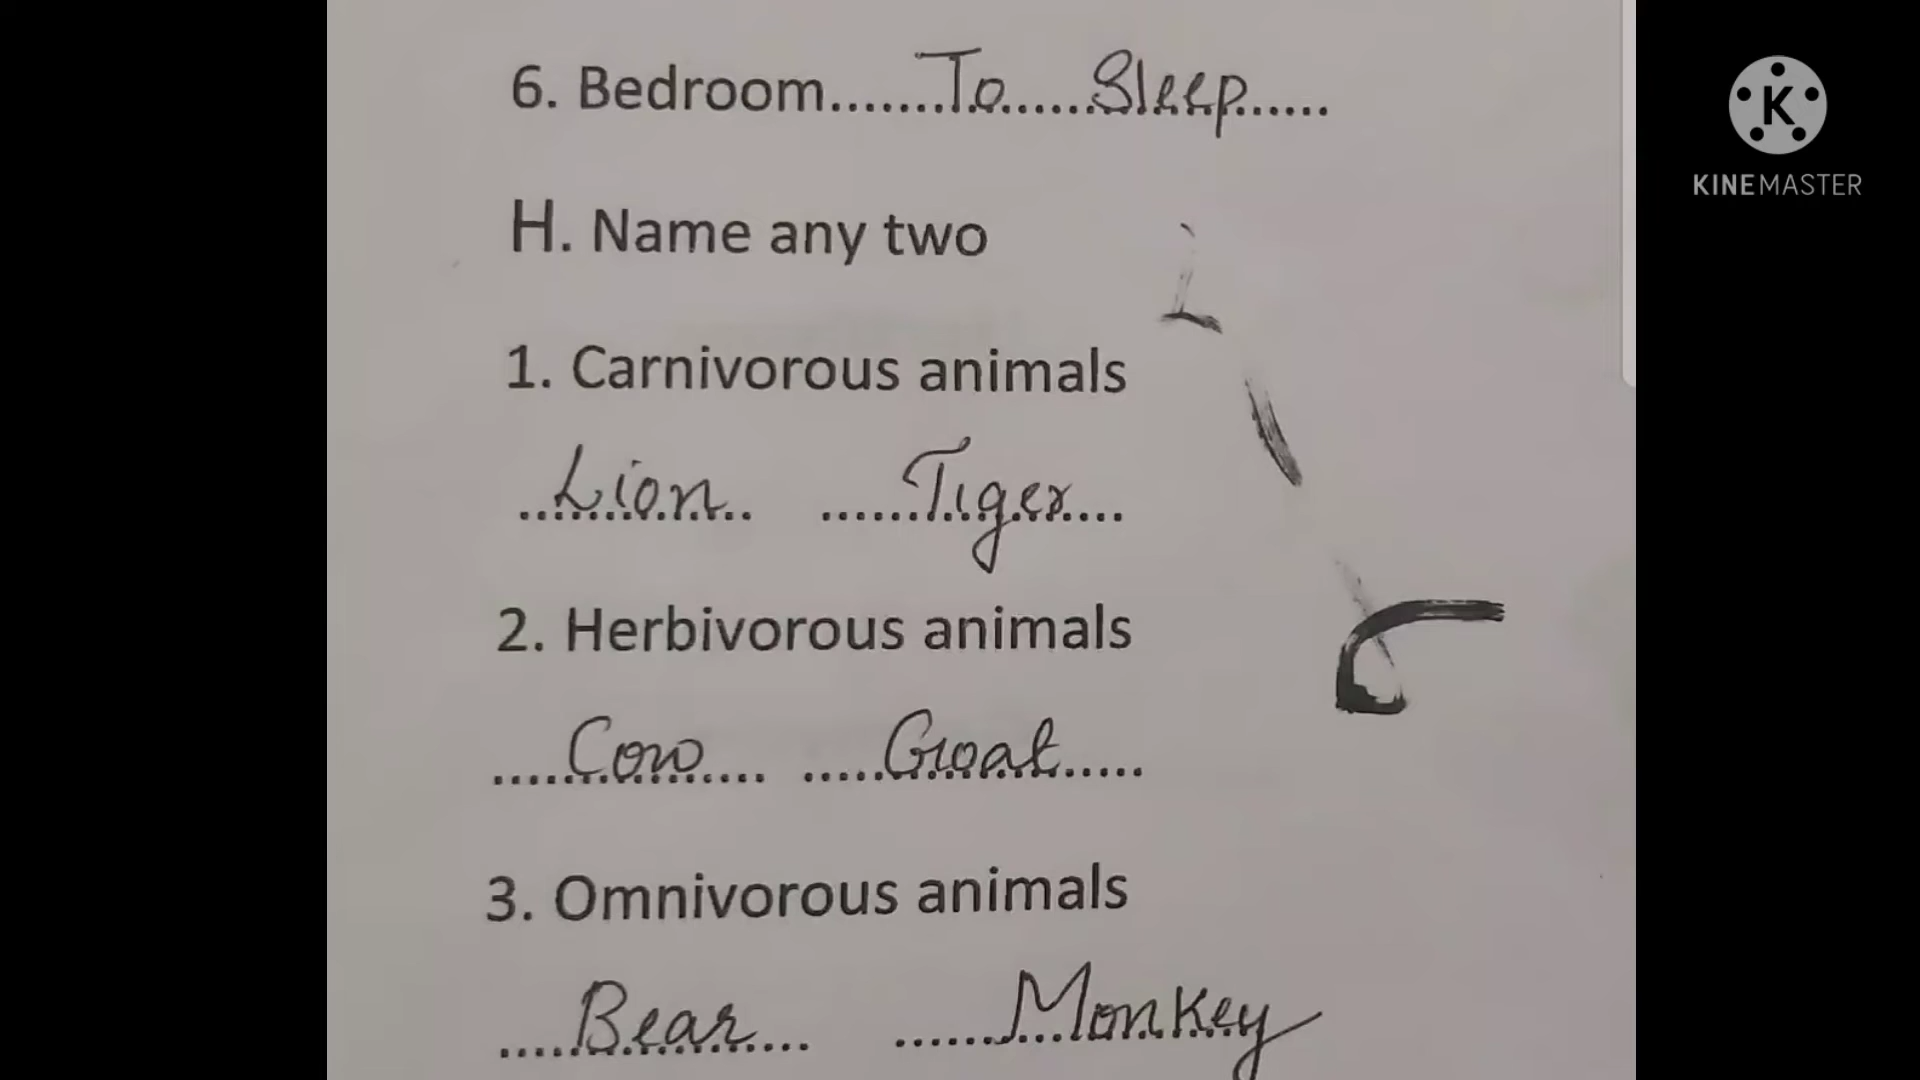 6. Bedroom.......To......Sleep......
H. Name any two
1. Carnivorous animals
...Lion... ......Tiger....
2. Herbivorous animals
....Cow.... .....Goat.....
3. Omnivorous animals
....Bear.... ......Monkey
K
KINEMASTER